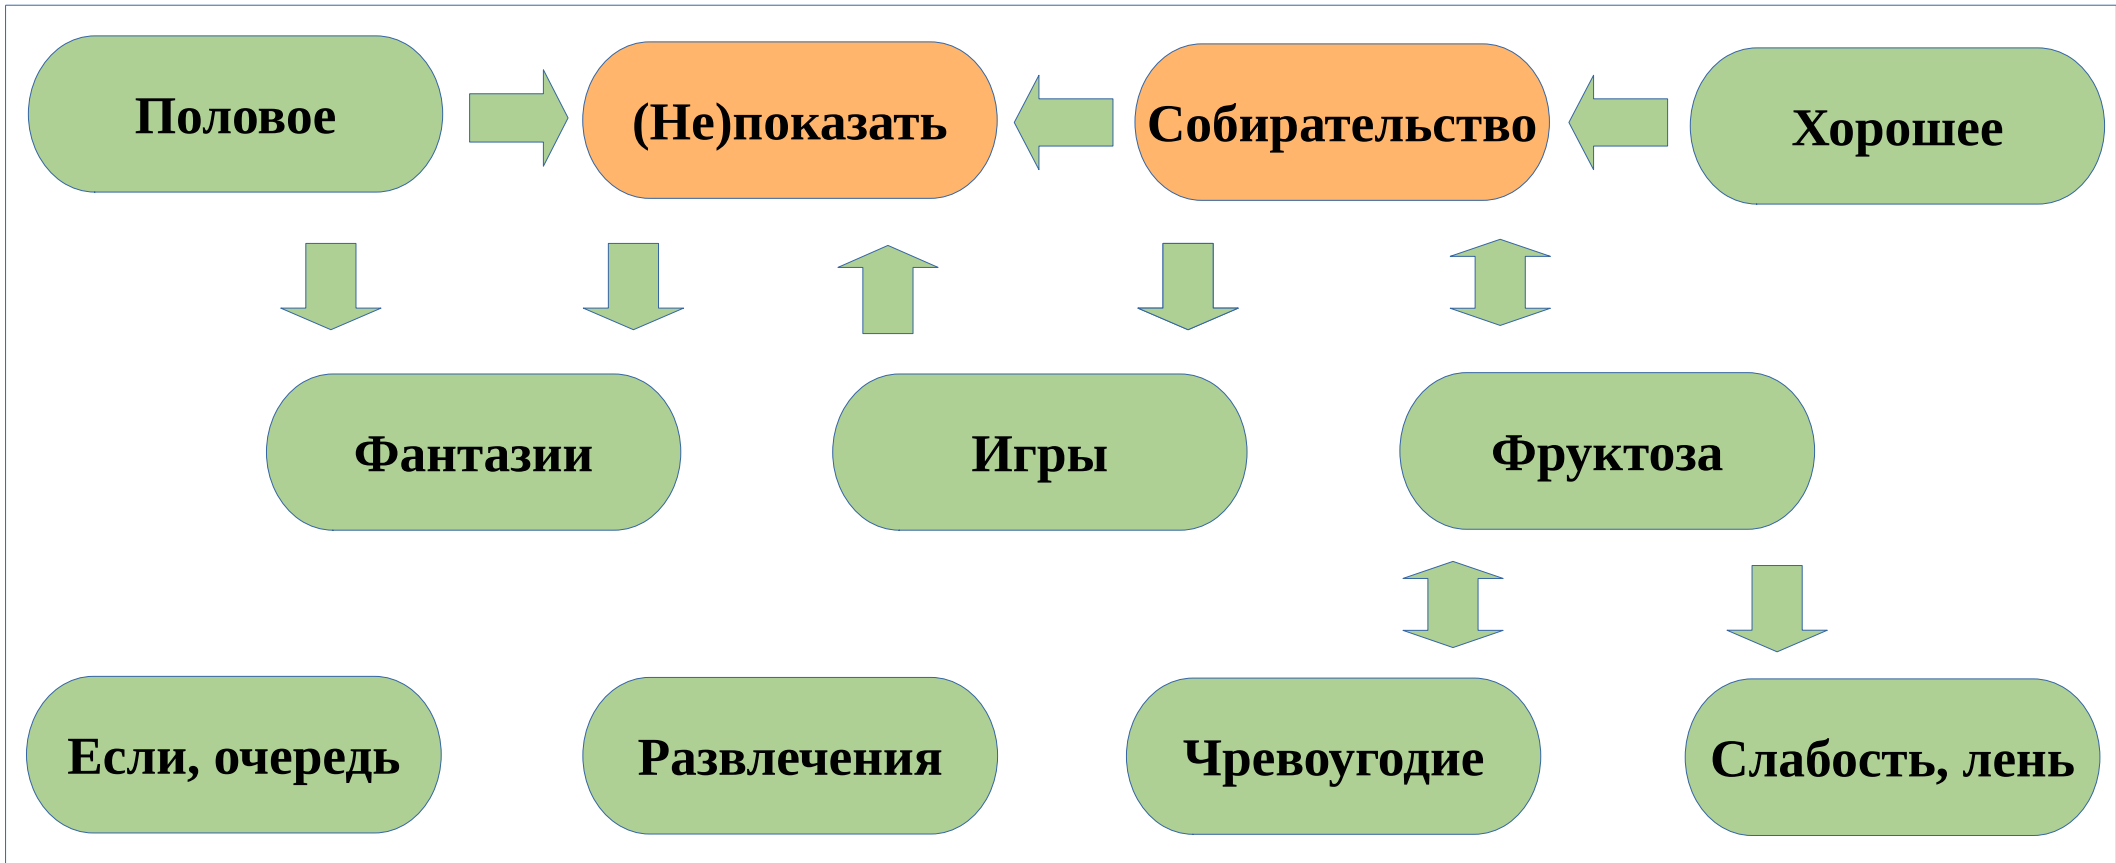 Половое
(Не)показать
Собирательство
Хорошее
Фантазии
Игры
Фруктоза
Если, очередь
Развлечения
Чревоугодие
Слабость, лень